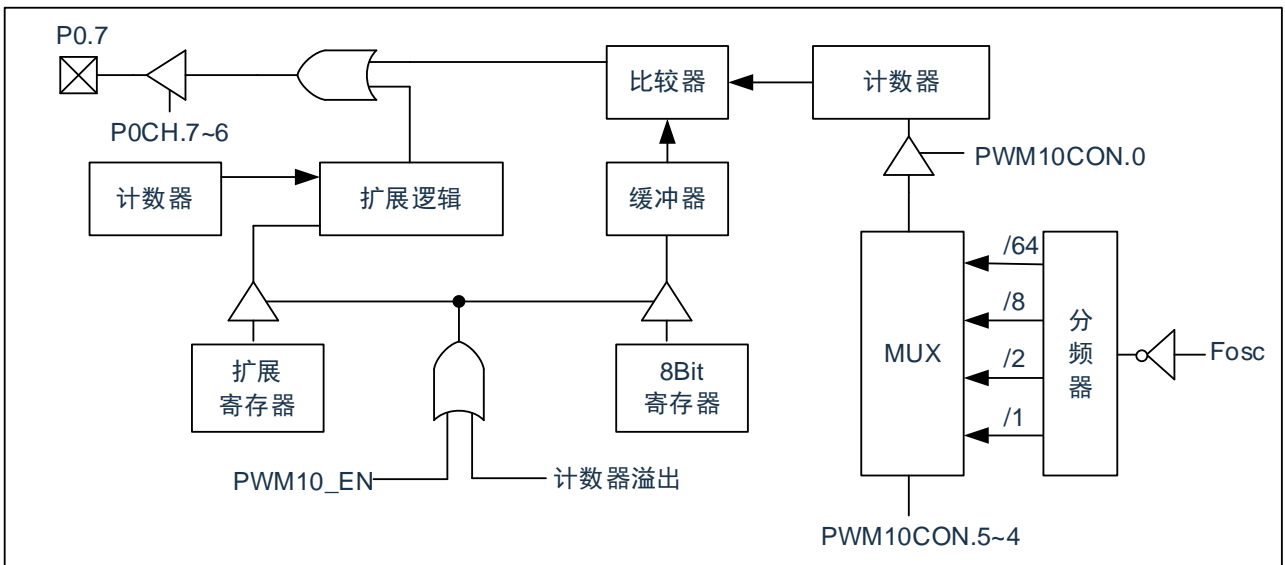 P0.7
P0CH.7~6
比较器
计数器
PWM10CON.0
计数器
扩展逻辑
缓冲器
MUX
/64
/8
/2
/1
分
频
器
Fosc
扩展
寄存器
8Bit
寄存器
PWM10_EN
计数器溢出
PWM10CON.5~4